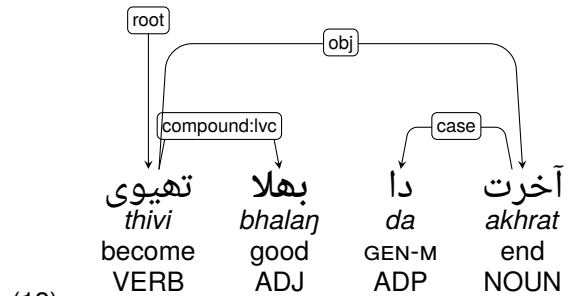 root
obj
compound:lvc case
آخرت دا بھلا تھیوی
thivi bhalaŋ da akhrat
become good GEN-M end
VERB ADJ ADP NOUN